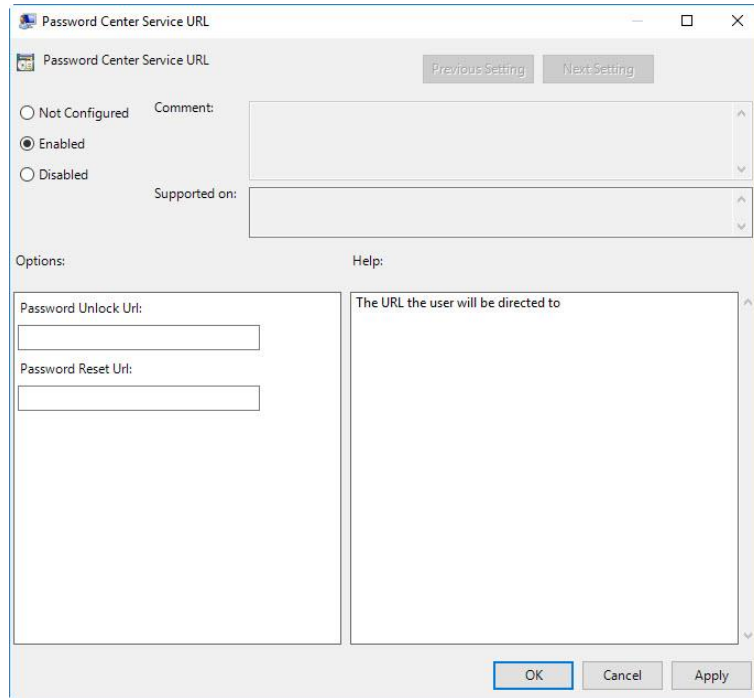 Password Center Service URL
Password Center Service URL
Previous Setting
Next Setting
Not Configured
Comment:
Enabled
Disabled
Supported on:
Options:
Help:
Password Unlock Url:
The URL the user will be directed to
Password Reset Url:
OK
Cancel
Apply